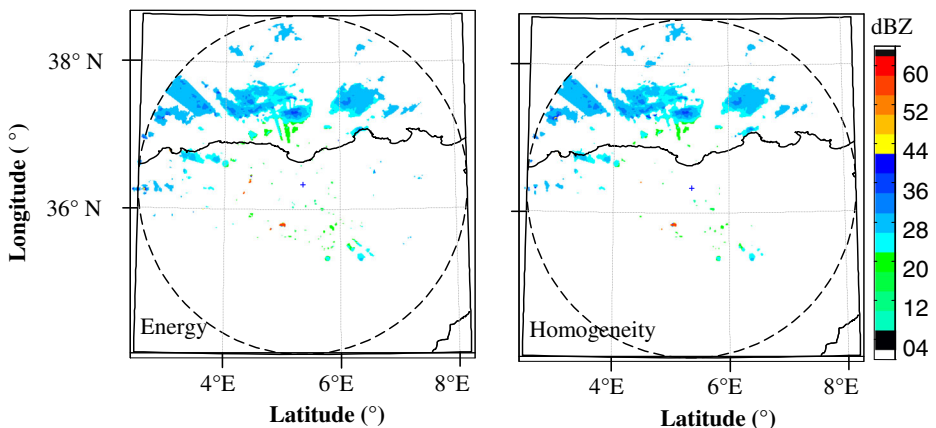 dBZ
38° N
36° N
Longitude (°)
Energy
Homogeneity
60
52
44
36
28
20
12
04
4°E
6°E
8°E
4°E
6°E
8°E
Latitude (°)
Latitude (°)